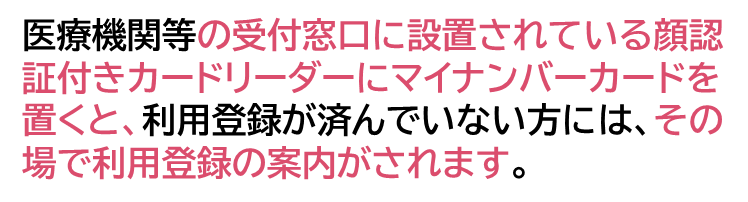 医療機関等の受付窓口に設置されている顔認
証付きカードリーダーにマイナンバーカードを
置くと、利用登録が済んでいない方には、その
場で利用登録の案内がされます。